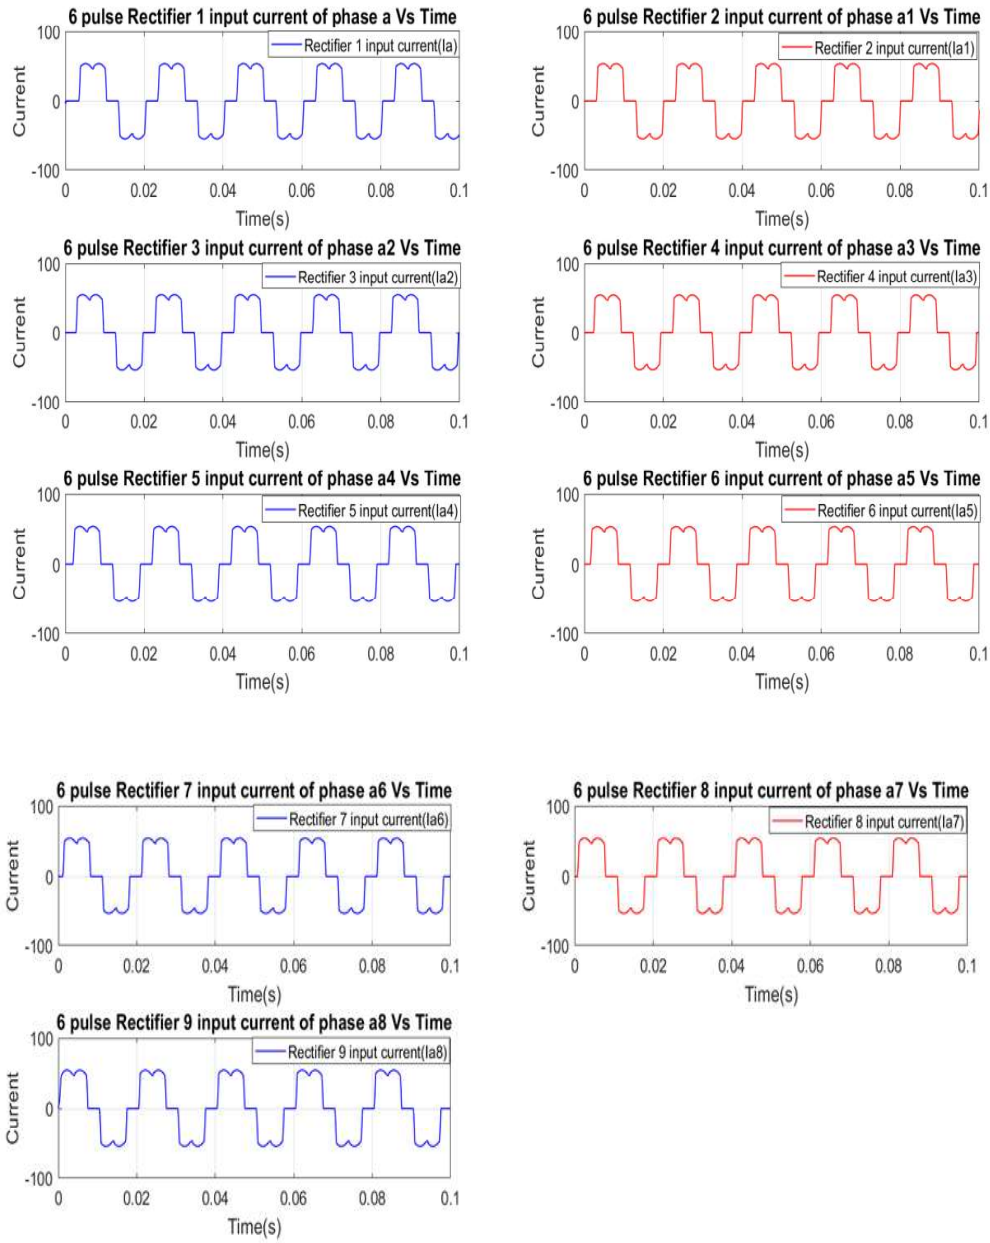 6 pulse Rectifier 1 input current of phase a Vs Time
100
0
-100
Current
Rectifier 1 input current(Ia)
0 0.02 0.04 0.06 0.08 0.1
Time(s)
6 pulse Rectifier 2 input current of phase a1 Vs Time
100
0
-100
Current
Rectifier 2 input current(Ia1)
0 0.02 0.04 0.06 0.08 0.1
Time(s)
6 pulse Rectifier 3 input current of phase a2 Vs Time
100
0
-100
Current
Rectifier 3 input current(Ia2)
0 0.02 0.04 0.06 0.08 0.1
Time(s)
6 pulse Rectifier 4 input current of phase a3 Vs Time
100
0
-100
Current
Rectifier 4 input current(Ia3)
0 0.02 0.04 0.06 0.08 0.1
Time(s)
6 pulse Rectifier 5 input current of phase a4 Vs Time
100
0
-100
Current
Rectifier 5 input current(Ia4)
0 0.02 0.04 0.06 0.08 0.1
Time(s)
6 pulse Rectifier 6 input current of phase a5 Vs Time
100
0
-100
Current
Rectifier 6 input current(Ia5)
0 0.02 0.04 0.06 0.08 0.1
Time(s)
6 pulse Rectifier 7 input current of phase a6 Vs Time
100
0
-100
Current
Rectifier 7 input current(Ia6)
0 0.02 0.04 0.06 0.08 0.1
Time(s)
6 pulse Rectifier 8 input current of phase a7 Vs Time
100
0
-100
Current
Rectifier 8 input current(Ia7)
0 0.02 0.04 0.06 0.08 0.1
Time(s)
6 pulse Rectifier 9 input current of phase a8 Vs Time
100
0
-100
Current
Rectifier 9 input current(Ia8)
0 0.02 0.04 0.06 0.08 0.1
Time(s)